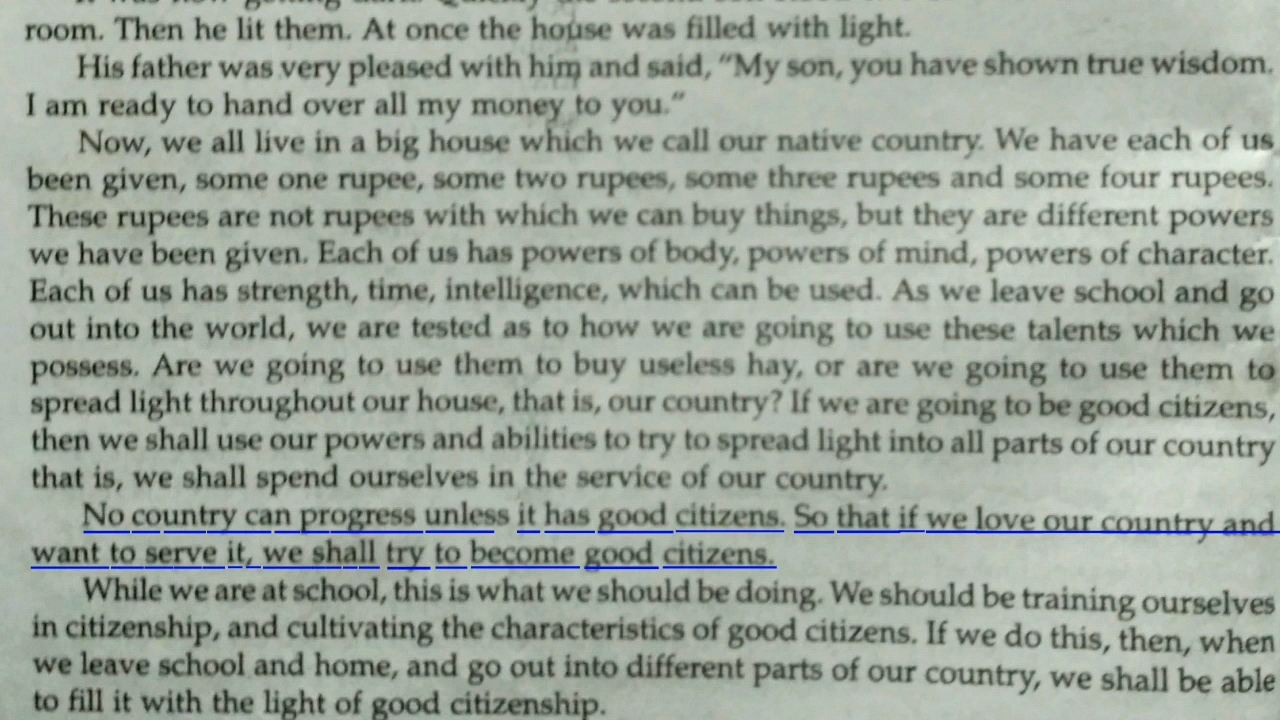 room. Then he lit them. At once the house was filled with light.
His father was very pleased with him and said, “My son, you have shown true wisdom.
I am ready to hand over all my money to you.”
Now, we all live in a big house which we call our native country. We have each of us
been given, some one rupee, some two rupees, some three rupees and some four rupees.
These rupees are not rupees with which we can buy things, but they are different powers
we have been given. Each of us has powers of body, powers of mind, powers of character.
Each of us has strength, time, intelligence, which can be used. As we leave school and go
out into the world, we are tested as to how we are going to use these talents which we
possess. Are we going to use them to buy useless hay, or are we going to use them to
spread light throughout our house, that is, our country? If we are going to be good citizens,
then we shall use our powers and abilities to try to spread light into all parts of our country
that is, we shall spend ourselves in the service of our country.
No country can progress unless it has good citizens. So that if we love our country and
want to serve it, we shall try to become good citizens.
While we are at school, this is what we should be doing. We should be training ourselves
in citizenship, and cultivating the characteristics of good citizens. If we do this, then, when
we leave school and home, and go out into different parts of our country, we shall be able
to fill it with the light of good citizenship.